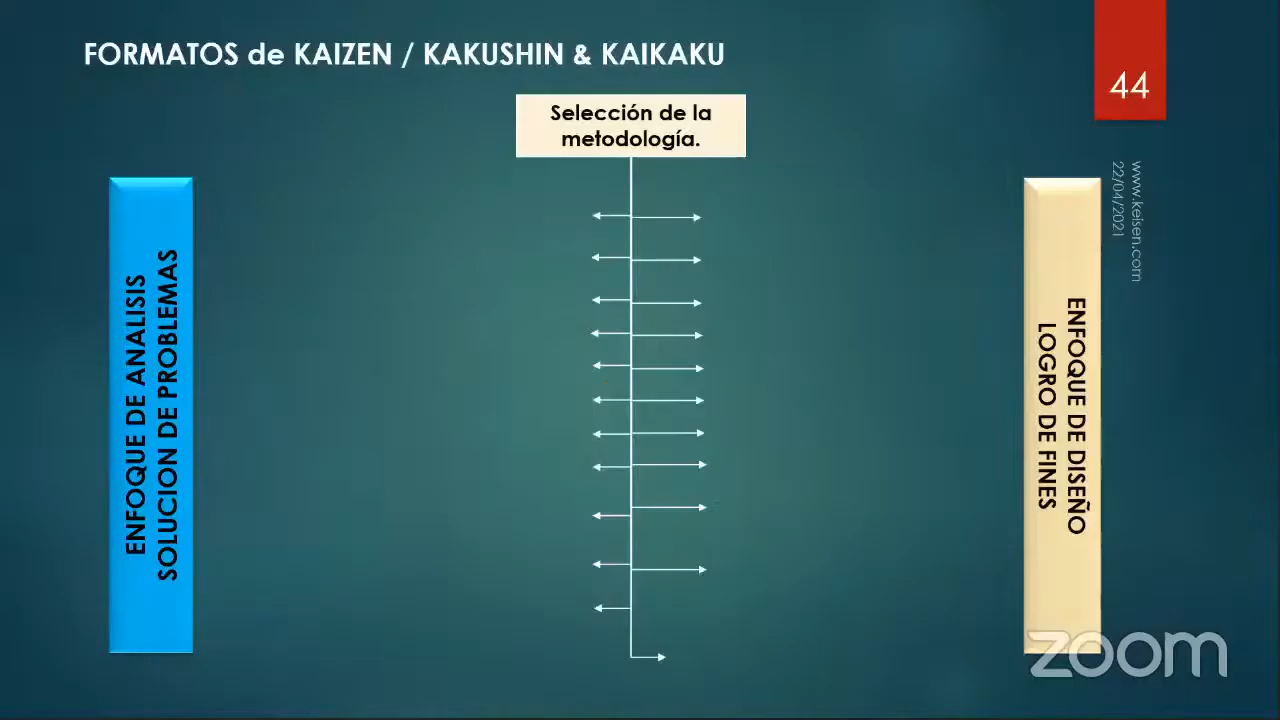 FORMATOS de KAIZEN / KAKUSHIN & KAIKAKU
44
Selección de la
metodología.
www.keisen.com
22/04/2021
ENFOQUE DE ANALISIS
SOLUCION DE PROBLEMAS
ENFOQUE DE DISEÑO
LOGRO DE FINES
zoom